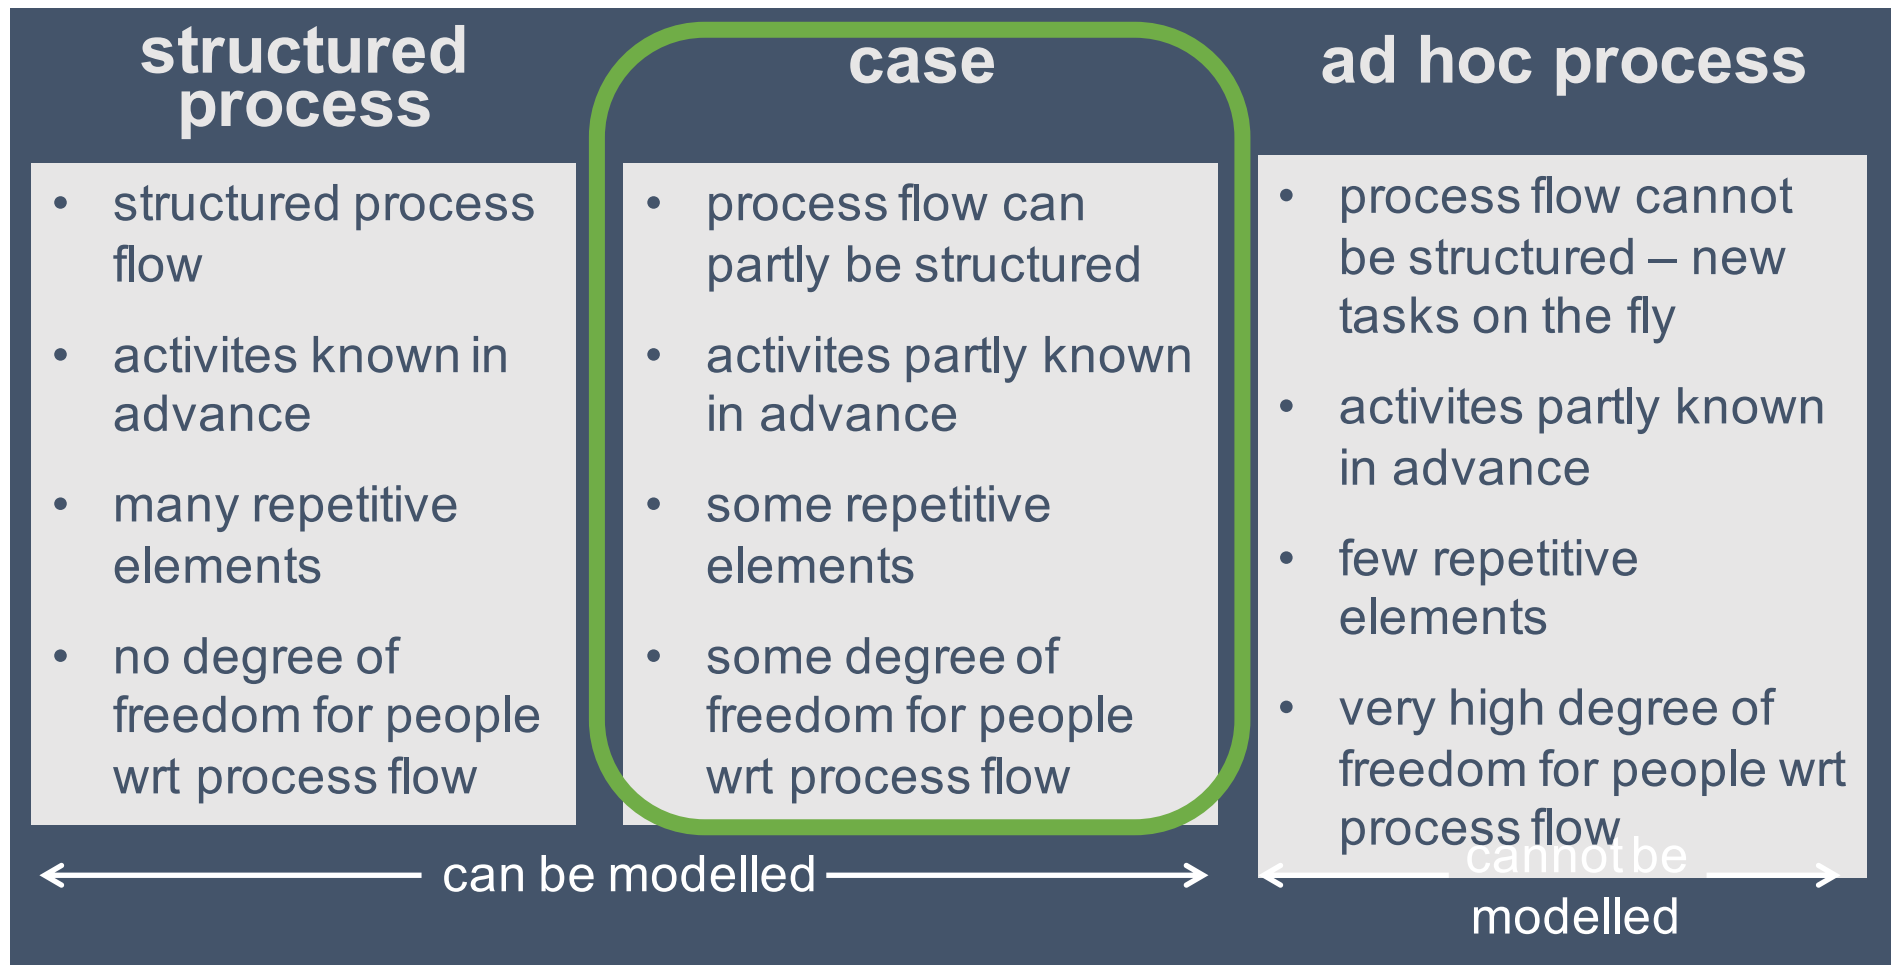 structured
process
• structured process
flow
• activites known in
advance
• many repetitive
elements
• no degree of
freedom for people
wrt process flow
case
• process flow can
partly be structured
• activites partly known
in advance
• some repetitive
elements
• some degree of
freedom for people
wrt process flow
ad hoc process
• process flow cannot
be structured – new
tasks on the fly
• activites partly known
in advance
• few repetitive
elements
• very high degree of
freedom for people wrt
process flow
can be modelled
cannot be
modelled